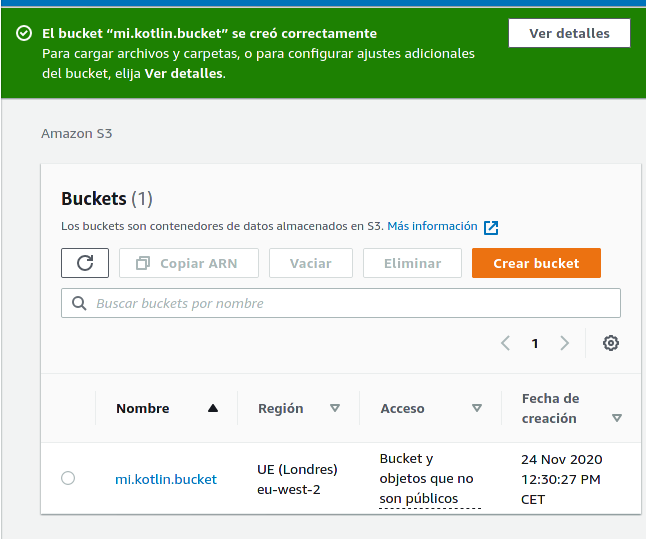 El bucket “mi.kotlin.bucket” se creó correctamente
Ver detalles
Para cargar archivos y carpetas, o para configurar ajustes adicionales
del bucket, elija Ver detalles.
Amazon S3
Buckets (1)
Los buckets son contenedores de datos almacenados en S3. Más información
Copiar ARN
Vaciar
Eliminar
Crear bucket
Buscar buckets por nombre
1
Nombre
Región
Acceso
Fecha de
creación
mi.kotlin.bucket
UE (Londres)
eu-west-2
Bucket y
objetos que no
son públicos
24 Nov 2020
12:30:27 PM
CET